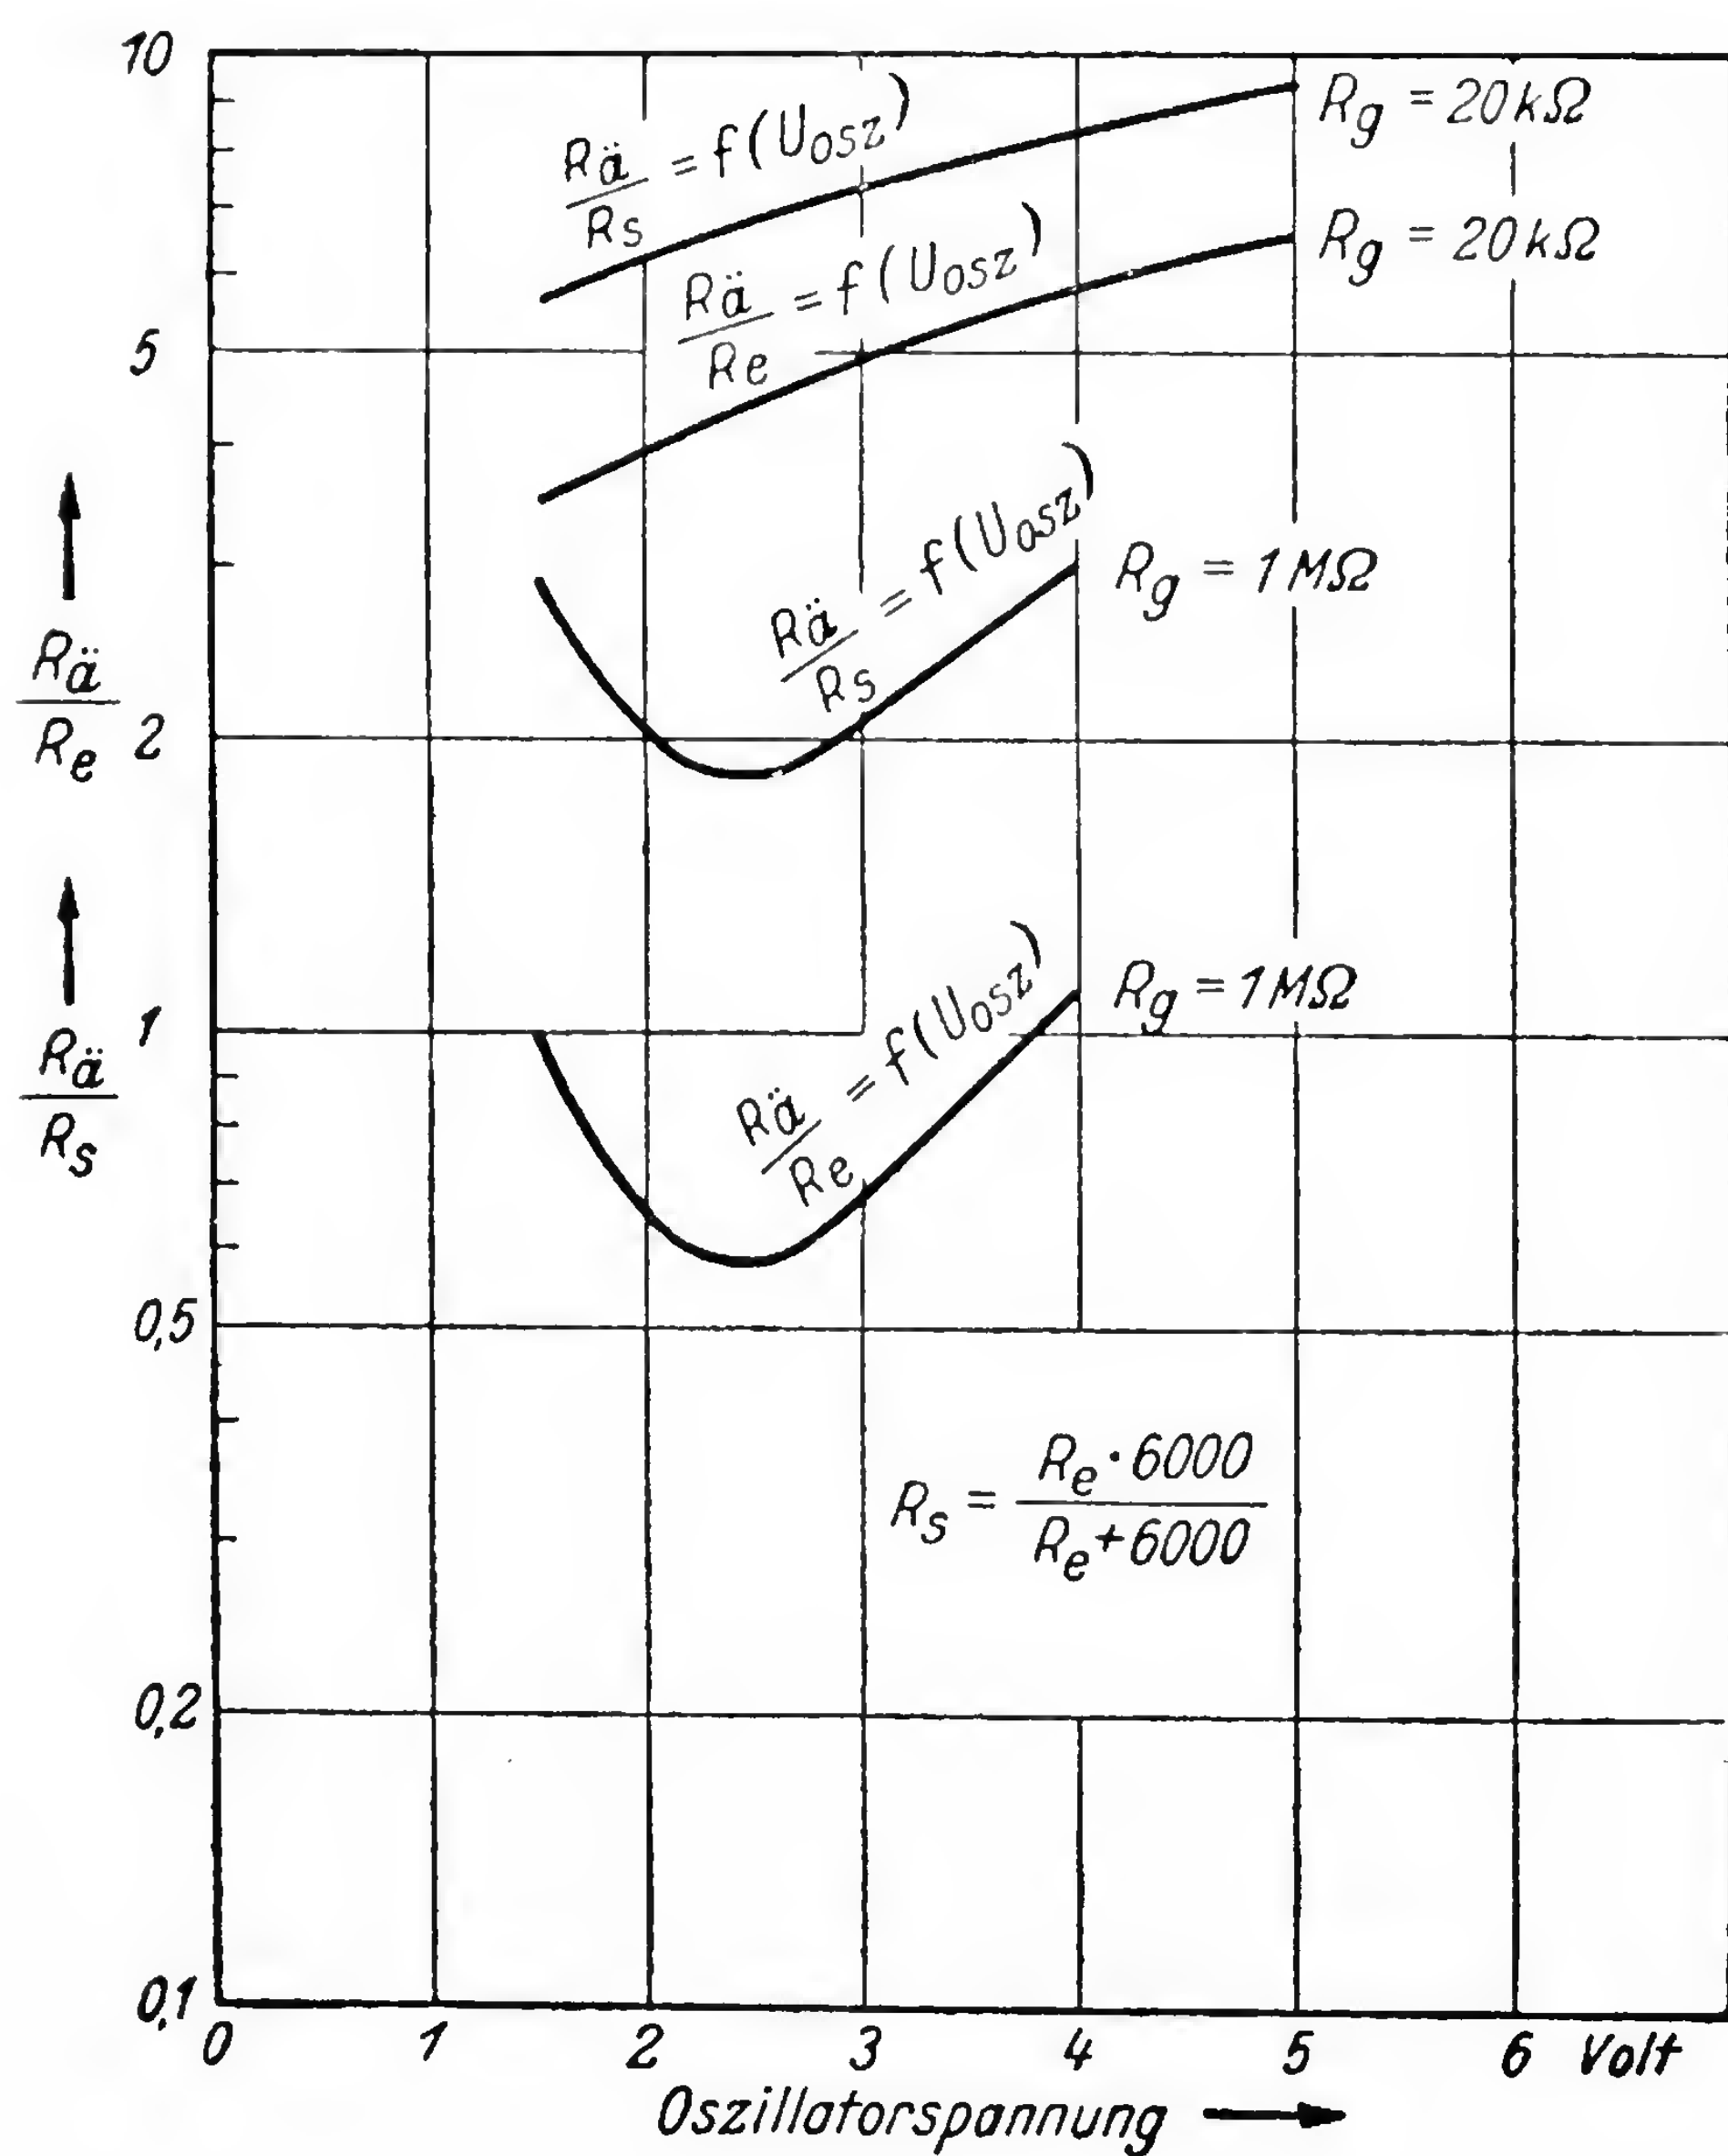 10
Rä/Rs = f(Uosz)
Rg = 20 kΩ
Rä/Re = f(Uosz)
Rg = 20 kΩ
5
Rä/Rs = f(Uosz)
Rg = 1 MΩ
Rä/Re
2
Rä/Re = f(Uosz)
Rg = 1 MΩ
1
Rä/Rs
0,5
Rs = Re · 6000 / Re + 6000
0,2
0,1
0 1 2 3 4 5 6 Volt
Oszillatorspannung